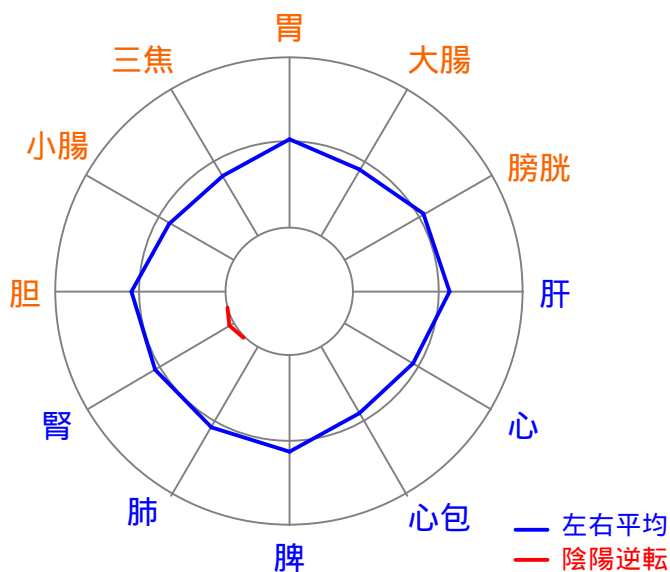 胃
三焦
大腸
小腸
膀胱
胆
肝
腎
心
肺
心包
脾
左右平均
陰陽逆転